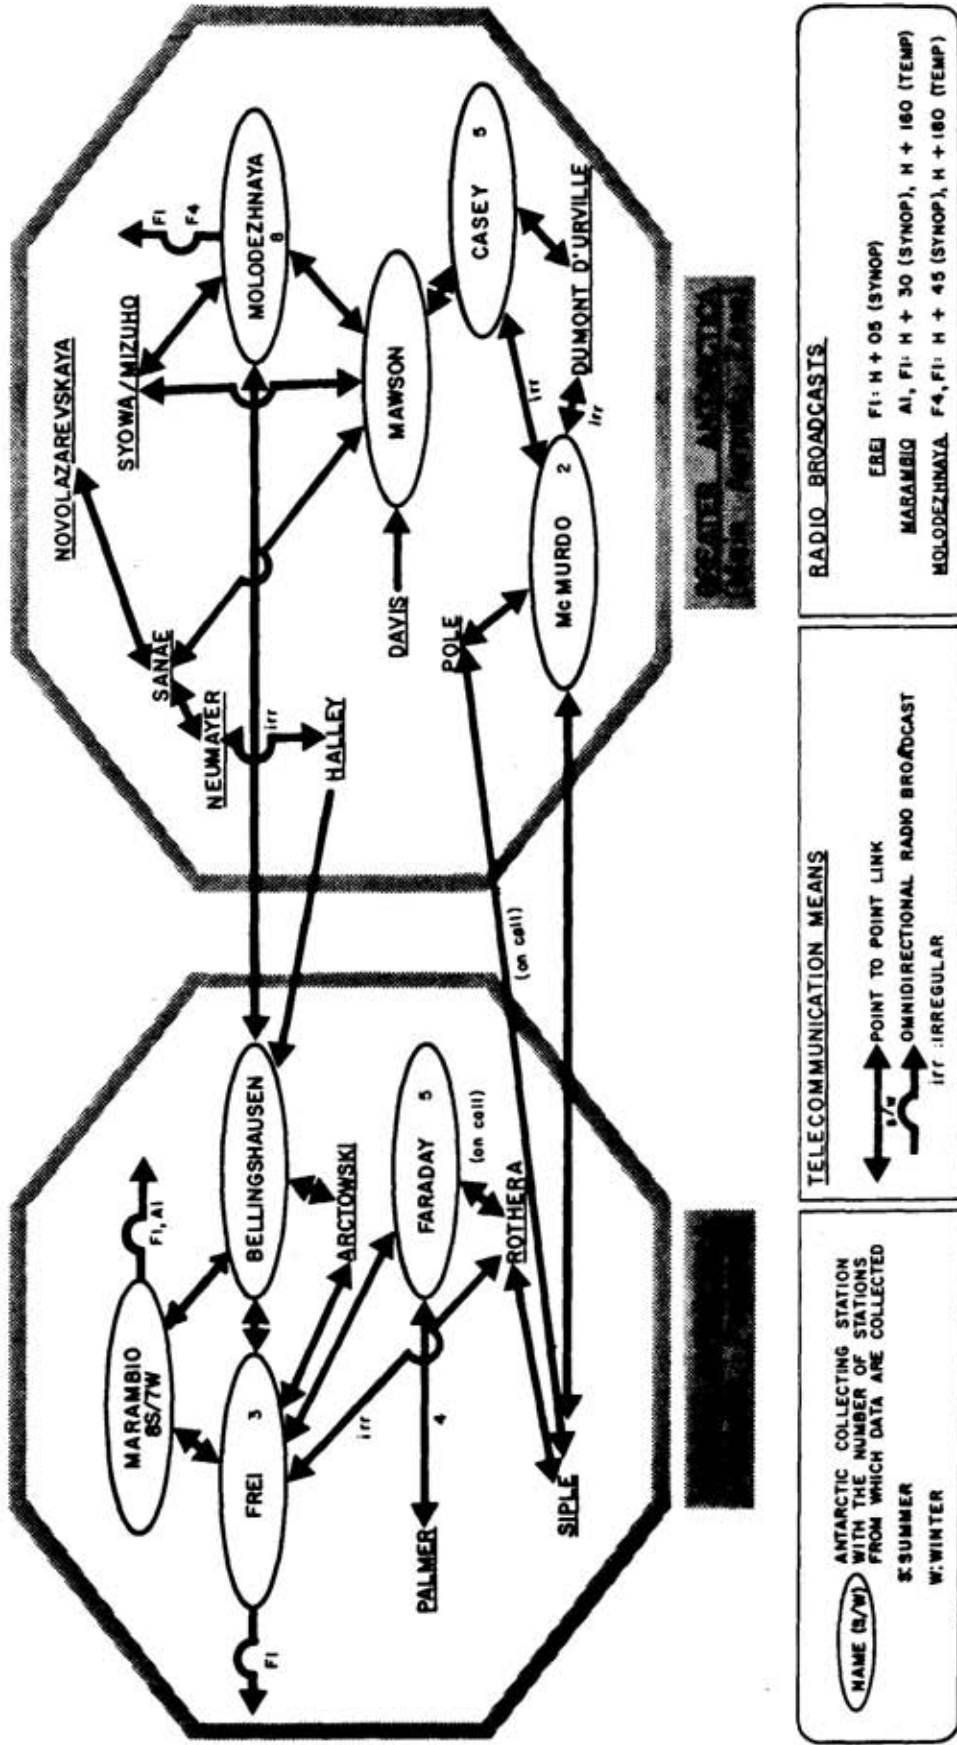 MARAMBIO
8S/7W
F1, A1
FREI 3
F1
BELLINGSHAUSEN
ARCTOWSKI
FARADAY 5
(on call)
ROTHERA
irr
4
PALMER
SIPLE
(on call)
NOVOLAZAREVSKAYA
SYOWA/MIZUHO
F1
F4
MOLODEZHNAYA
8
SANAE
NEUMAYER
irr
HALLEY
MAWSON
DAVIS
CASEY 5
POLE
irr
McMURDO 2
irr
DUMONT D'URVILLE
GREATER ANTARCTICA
NAME (S/W)
ANTARCTIC COLLECTING STATION
WITH THE NUMBER OF STATIONS
FROM WHICH DATA ARE COLLECTED
S:SUMMER
W:WINTER
TELECOMMUNICATION MEANS
s/w
POINT TO POINT LINK
OMNIDIRECTIONAL RADIO BROADCAST
irr :IRREGULAR
RADIO BROADCASTS
FREI F1: H + 05 (SYNOP)
MARAMBIO A1, F1: H + 30 (SYNOP), H + 160 (TEMP)
MOLODEZHNAYA F4, F1: H + 45 (SYNOP), H + 180 (TEMP)